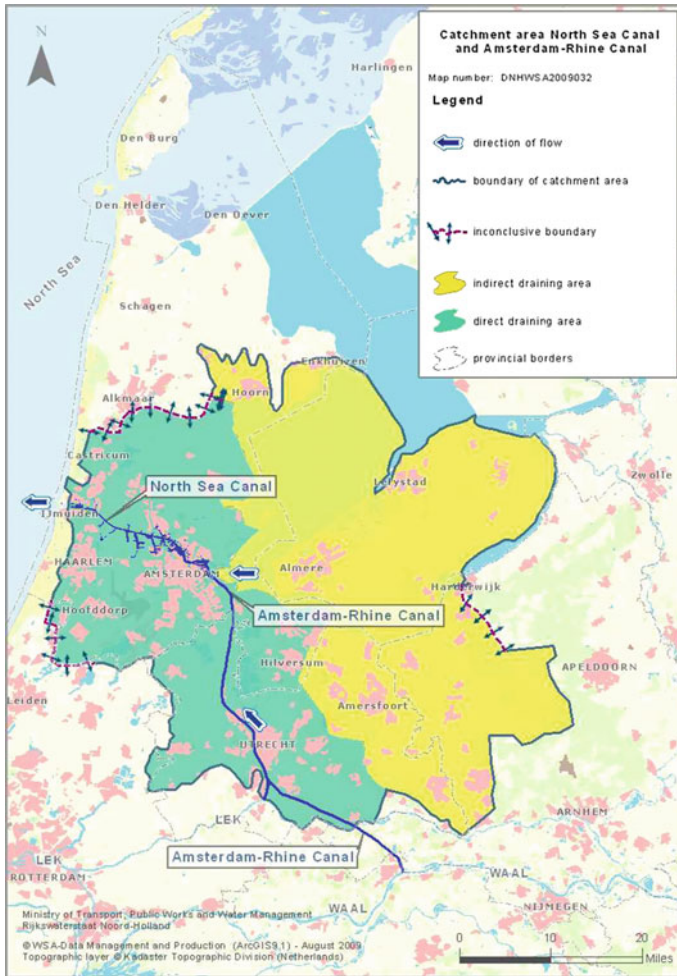 Catchment area North Sea Canal
and Amsterdam-Rhine Canal
Map number: DNHWSA2009032
Legend
direction of flow
boundary of catchment area
inconclusive boundary
indirect draining area
direct draining area
provincial borders
N
Harlingen
Den Burg
Den Helder
Den Oever
North Sea
Schagen
Enkhuizen
Hoorn
Alkmaar
Castricum
Lelystad
Zwolle
North Sea Canal
IJmuiden
HAARLEM
AMSTERDAM
Almere
Harderwijk
Hoofddorp
Amsterdam-Rhine Canal
Hilversum
APELDOORN
Leiden
Amersfoort
UTRECHT
LEK
ARNHEM
LEK
ROTTERDAM
Amsterdam-Rhine Canal
WAAL
WAAL
NIJMEGEN
Ministry of Transport, Public Works and Water Management
Rijkswaterstaat Noord-Holland
© WSA-Data Management and Production (ArcGIS9,1) - August 2009
Topographic layer © Kadaster Topographic Division (Netherlands)
0 10 20
Miles